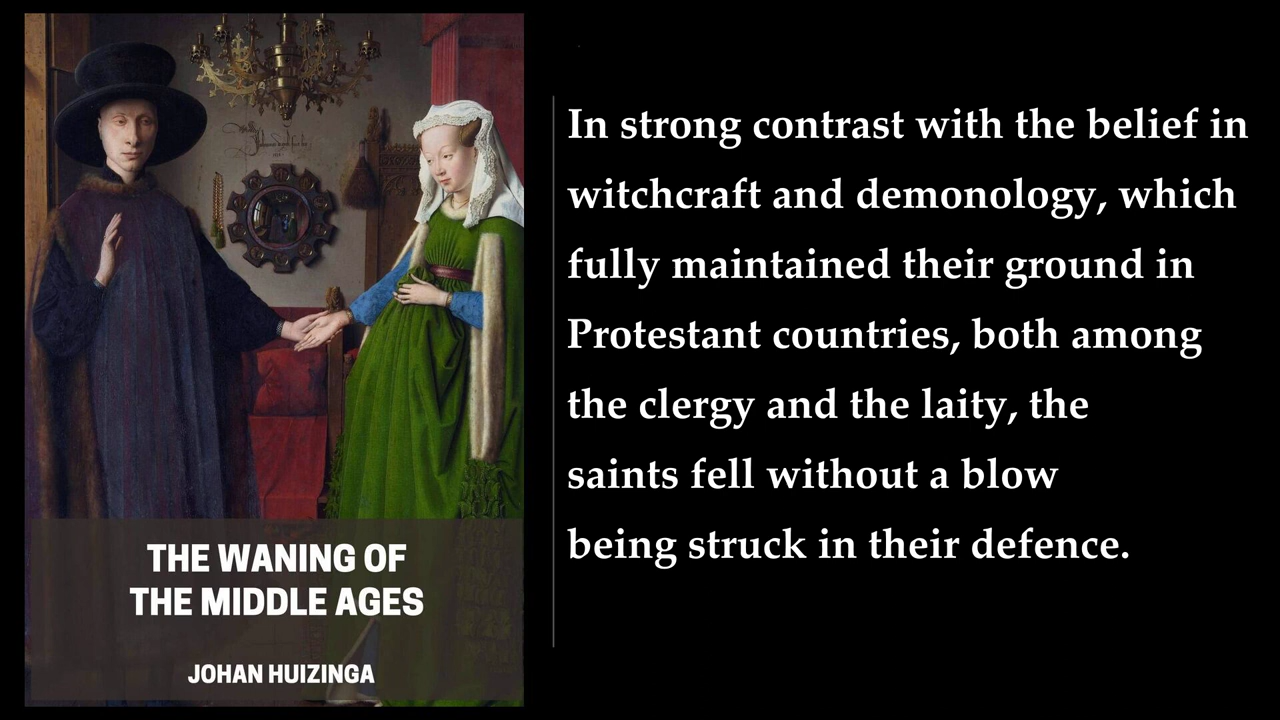 THE WANING OF
THE MIDDLE AGES
JOHAN HUIZINGA
In strong contrast with the belief in
witchcraft and demonology, which
fully maintained their ground in
Protestant countries, both among
the clergy and the laity, the
saints fell without a blow
being struck in their defence.